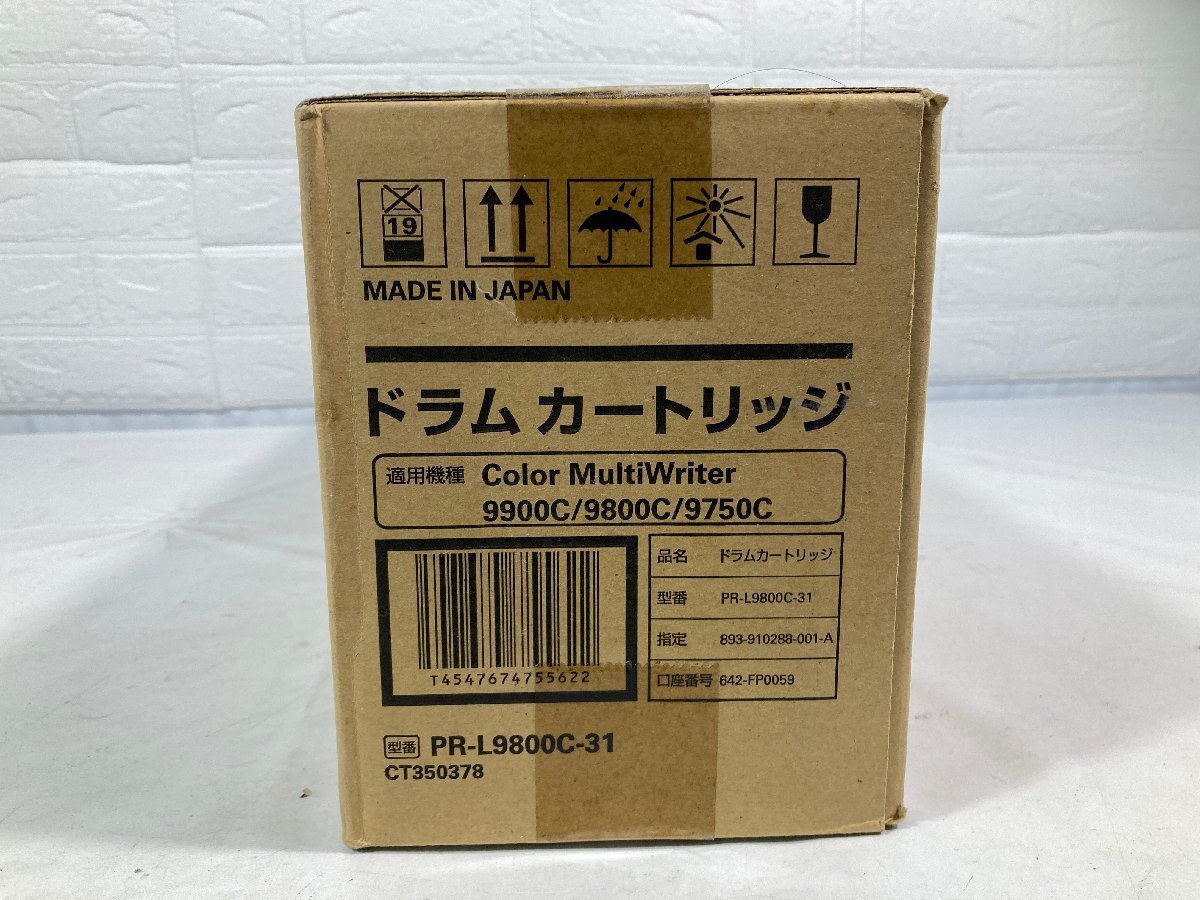 19
MADE IN JAPAN
ドラム カートリッジ
適用機種 Color MultiWriter
9900C/9800C/9750C
品名 ドラムカートリッジ
型番 PR-L9800C-31
指定 893-910288-001-A
口座番号 642-FP0059
T4547674755622
型番 PR-L9800C-31
CT350378